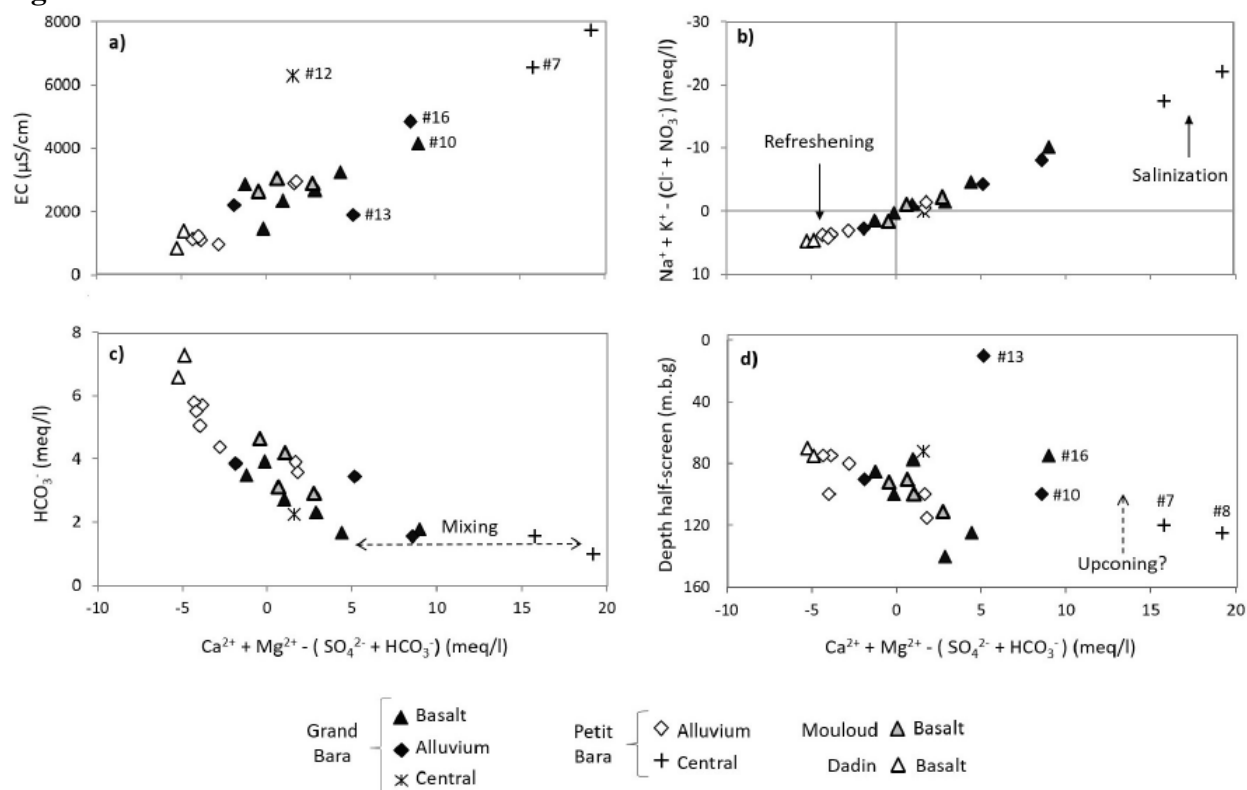 a)
8000
6000
4000
2000
0
EC (µS/cm)
#12
#7
#16
#10
#13
b)
-30
-20
-10
0
10
Na⁺ + K⁺ - (Cl⁻ + NO₃⁻) (meq/l)
Refreshening
Salinization
c)
8
6
4
2
0
HCO₃⁻ (meq/l)
Mixing
-10 -5 0 5 10 15 20
Ca²⁺ + Mg²⁺ - ( SO₄²⁻ + HCO₃⁻) (meq/l)
d)
0
40
80
120
160
Depth half-screen (m.b.g)
#13
#16
#10
#7
#8
Upconing?
-10 -5 0 5 10 15 20
Ca²⁺ + Mg²⁺ - ( SO₄²⁻ + HCO₃⁻) (meq/l)
Grand Bara
Basalt
Alluvium
Central
Petit Bara
Alluvium
Central
Mouloud Basalt
Dadin Basalt